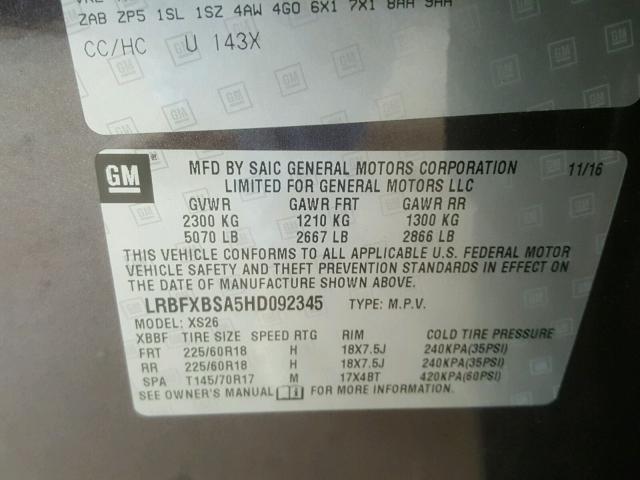 ZAB 2P5 1SL 1SZ 4AW 4GO 6X1 7X1 8AA 9AA
CC/HC U 143X
GM
MFD BY SAIC GENERAL MOTORS CORPORATION 11/16
LIMITED FOR GENERAL MOTORS LLC
GVWR GAWR FRT GAWR RR
2300 KG 1210 KG 1300 KG
5070 LB 2667 LB 2866 LB
THIS VEHICLE CONFORMS TO ALL APPLICABLE U.S. FEDERAL MOTOR
VEHICLE SAFETY AND THEFT PREVENTION STANDARDS IN EFFECT ON
THE DATE OF MANUFACTURE SHOWN ABOVE.
LRBFXBSA5HD092345 TYPE: M.P.V.
MODEL: XS26
XBBF TIRE SIZE SPEED RTG RIM COLD TIRE PRESSURE
FRT 225/60R18 H 18X7.5J 240KPA(35PSI)
RR 225/60R18 H 18X7.5J 240KPA(35PSI)
SPA T145/70R17 M 17X4BT 420KPA(60PSI)
SEE OWNER'S MANUAL FOR MORE INFORMATION.